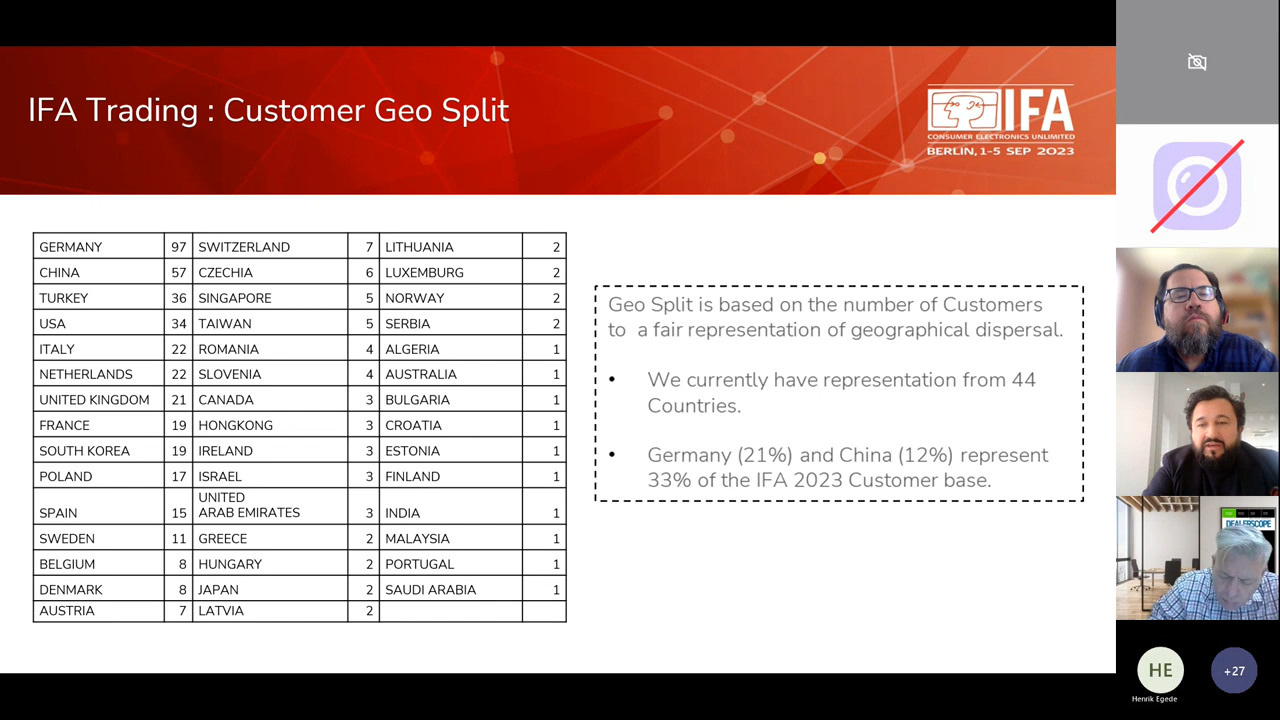 IFA Trading : Customer Geo Split
IFA
CONSUMER ELECTRONICS UNLIMITED
BERLIN, 1-5 SEP 2023
GERMANY 97 SWITZERLAND 7 LITHUANIA 2
CHINA 57 CZECHIA 6 LUXEMBURG 2
TURKEY 36 SINGAPORE 5 NORWAY 2
USA 34 TAIWAN 5 SERBIA 2
ITALY 22 ROMANIA 4 ALGERIA 1
NETHERLANDS 22 SLOVENIA 4 AUSTRALIA 1
UNITED KINGDOM 21 CANADA 3 BULGARIA 1
FRANCE 19 HONGKONG 3 CROATIA 1
SOUTH KOREA 19 IRELAND 3 ESTONIA 1
POLAND 17 ISRAEL 3 FINLAND 1
UNITED
SPAIN 15 ARAB EMIRATES 3 INDIA 1
SWEDEN 11 GREECE 2 MALAYSIA 1
BELGIUM 8 HUNGARY 2 PORTUGAL 1
DENMARK 8 JAPAN 2 SAUDI ARABIA 1
AUSTRIA 7 LATVIA 2
Geo Split is based on the number of Customers
to a fair representation of geographical dispersal.
• We currently have representation from 44
Countries.
• Germany (21%) and China (12%) represent
33% of the IFA 2023 Customer base.
DEALERSCOPE
HE
Henrik Egede
+27